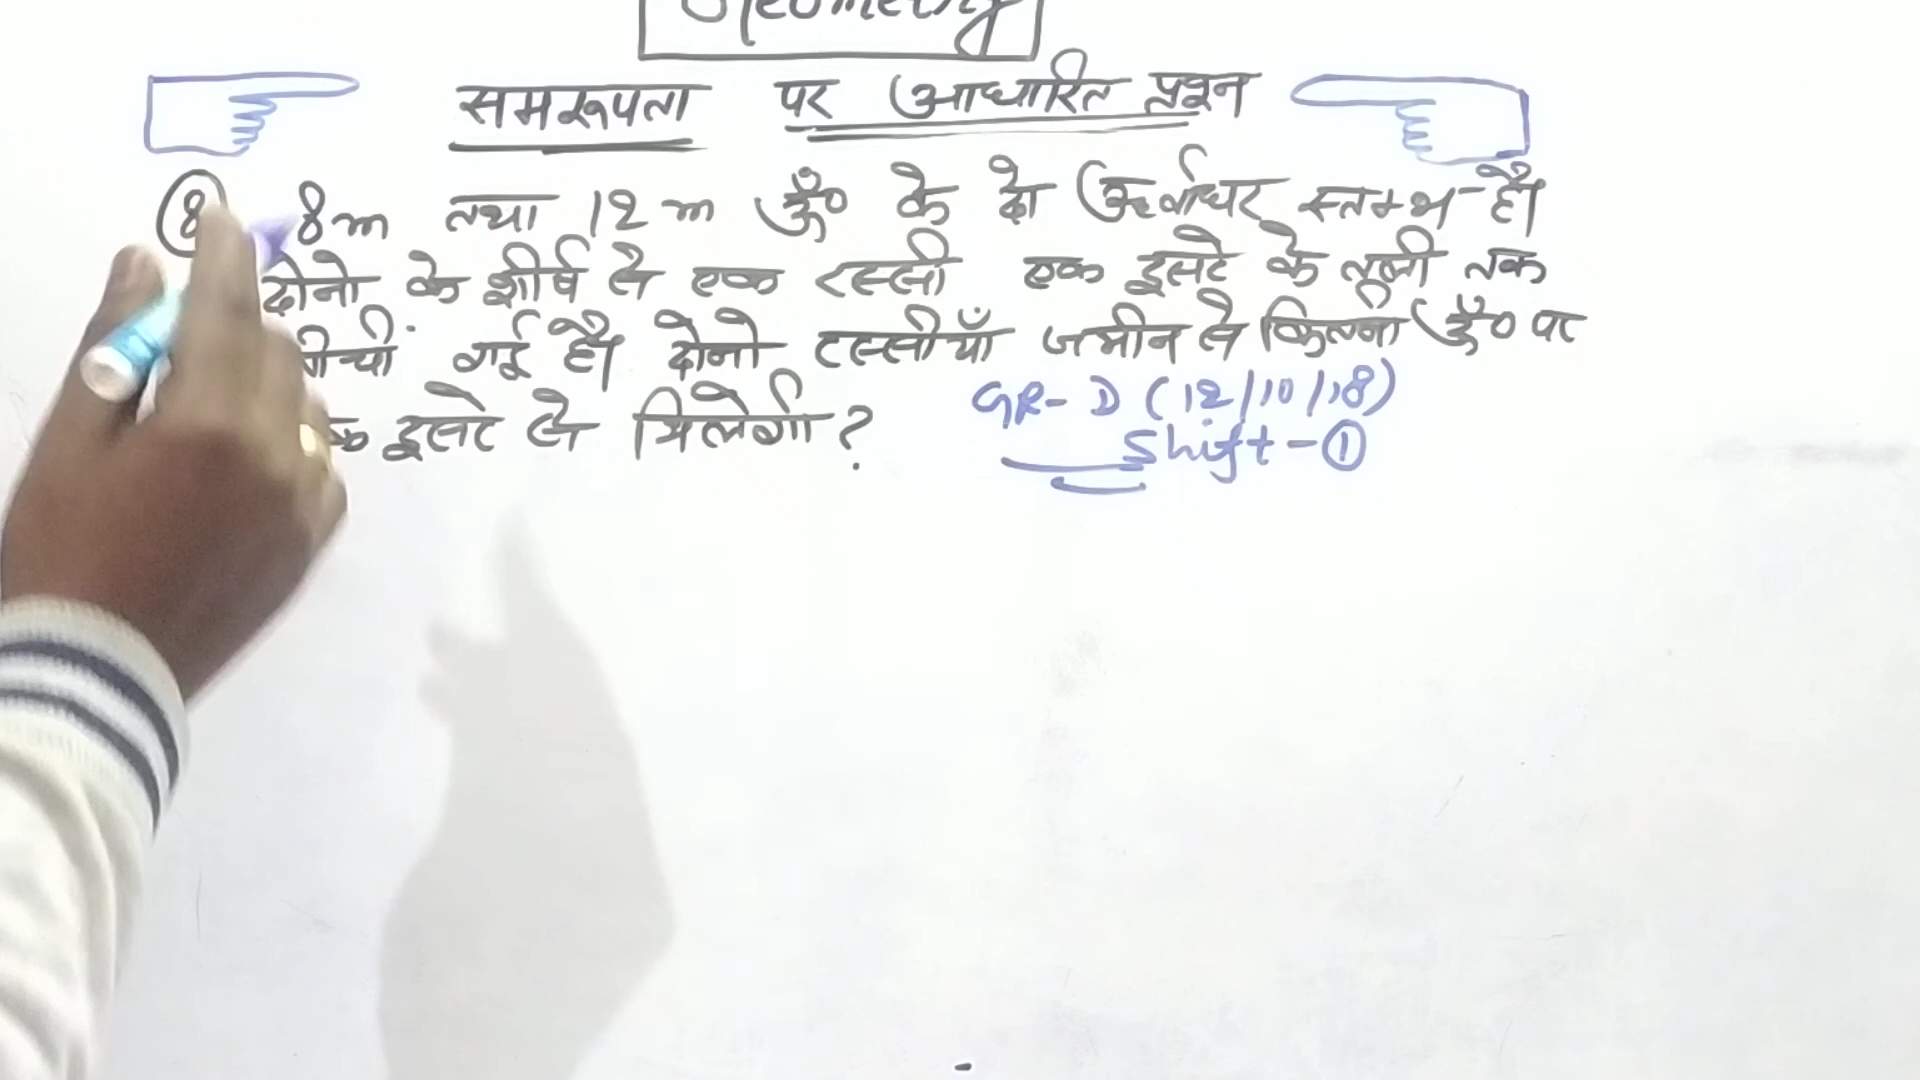 Geometry
समरूपता पर आधारित प्रश्न
⑧ 8m तथा 12m ऊँ० के दो ऊर्ध्वाधर स्तम्भ है।
दोनो के शीर्ष से एक रस्सी एक दूसरे के तली तक
गई है। दोनो रस्सीयाँ जमीन से कितनी ऊँ० पर
दूसरे से मिलेगी?
GR-D (12/10/18)
Shift-①